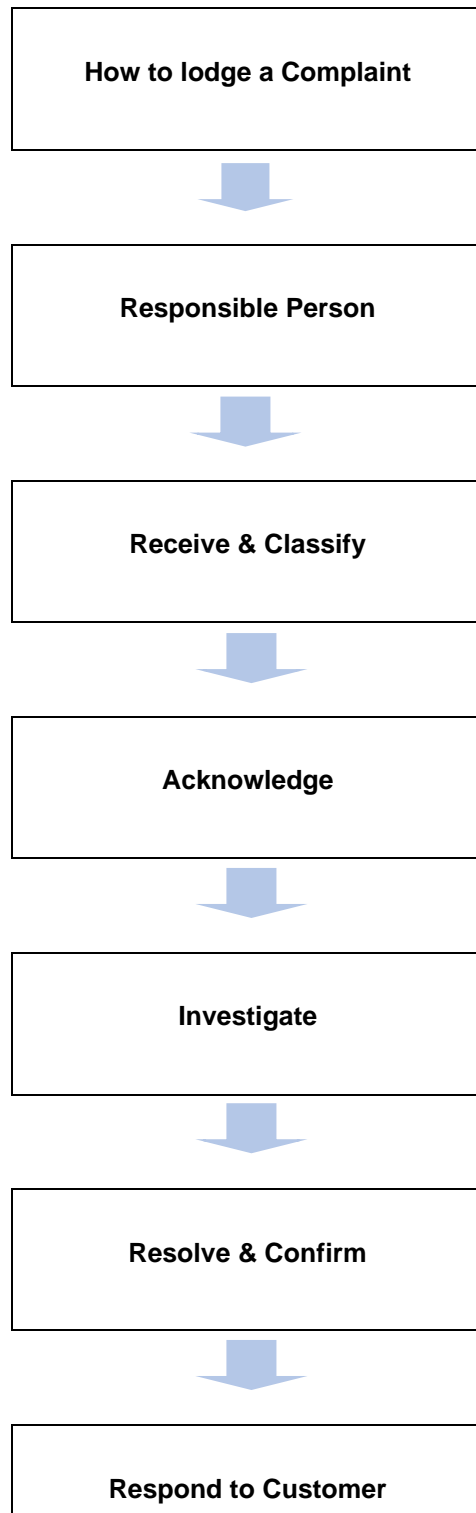 How to lodge a Complaint
Responsible Person
Receive & Classify
Acknowledge
Investigate
Resolve & Confirm
Respond to Customer